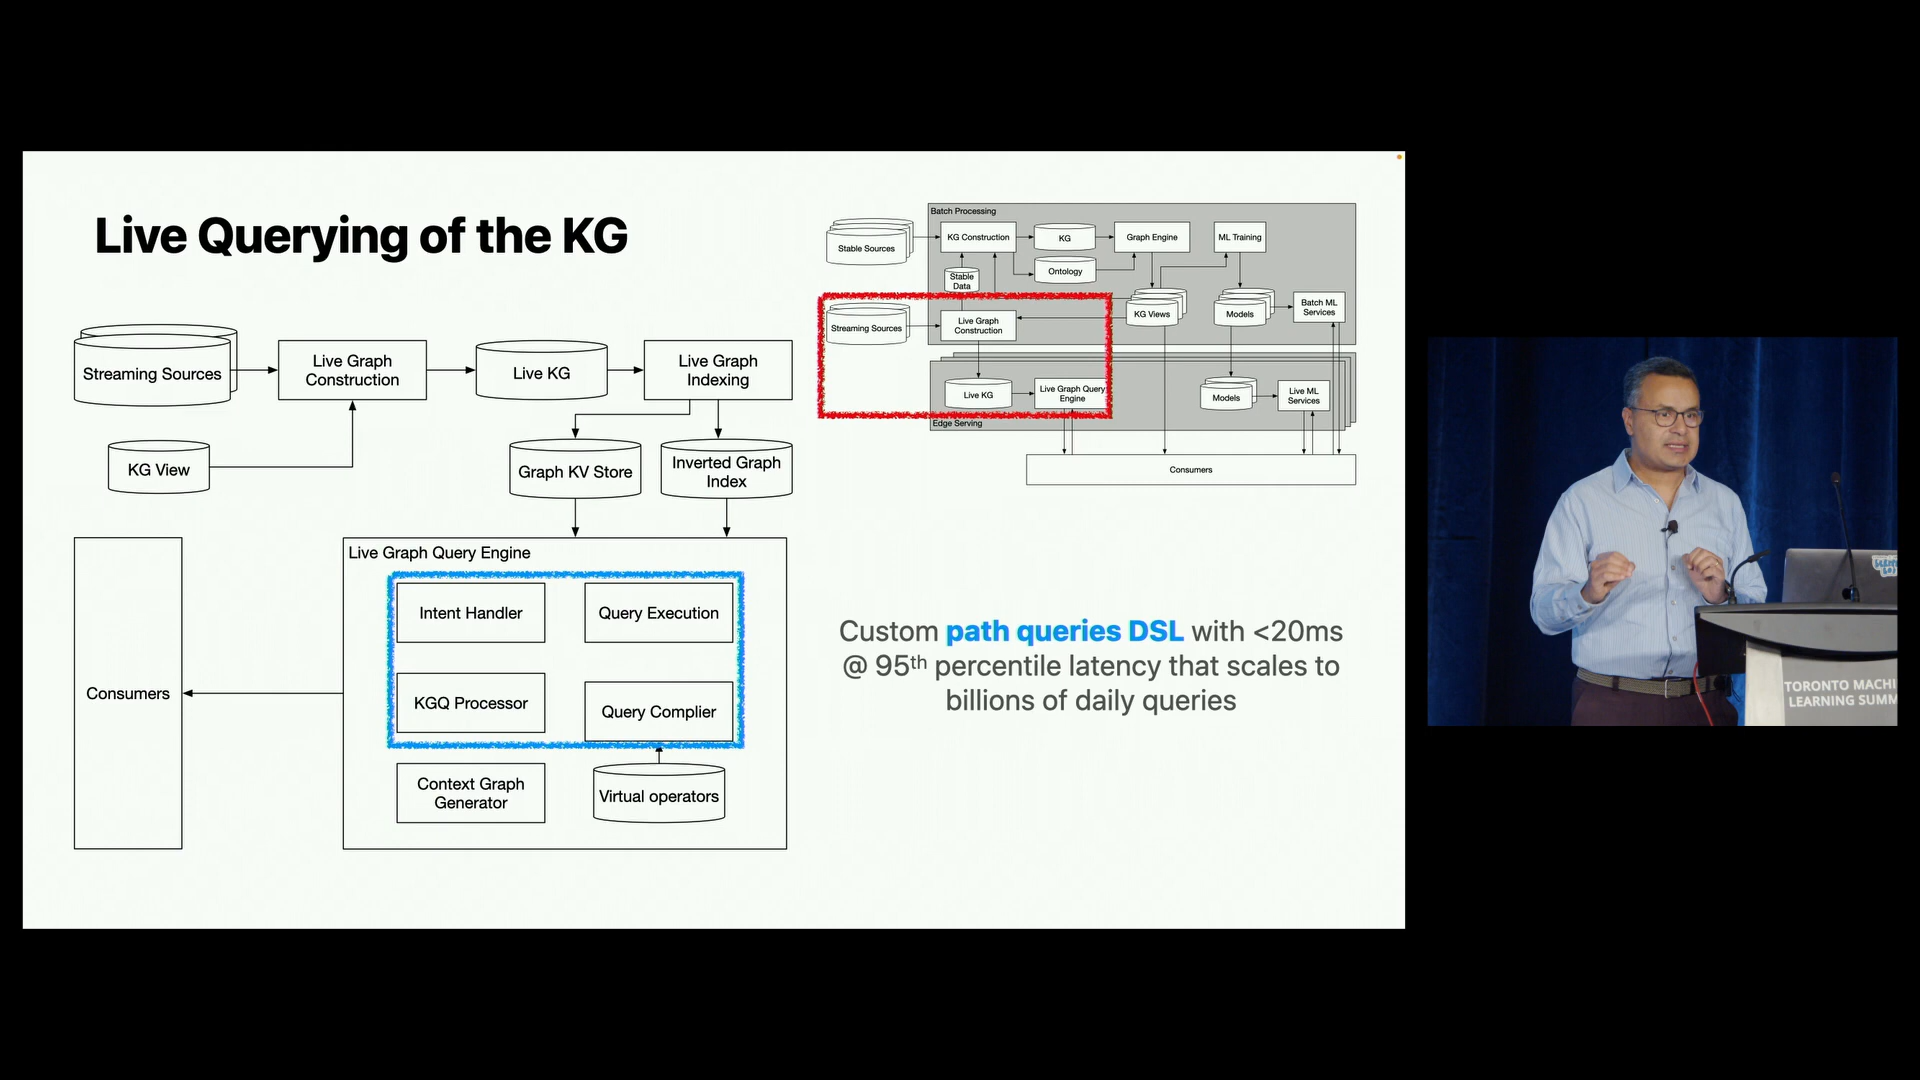 Live Querying of the KG
Streaming Sources
Live Graph
Construction
Live KG
Live Graph
Indexing
KG View
Graph KV Store
Inverted Graph
Index
Consumers
Live Graph Query Engine
Intent Handler
Query Execution
KGQ Processor
Query Complier
Context Graph
Generator
Virtual operators
Batch Processing
Stable Sources
KG Construction
KG
Graph Engine
ML Training
Ontology
Stable
Data
Streaming Sources
Live Graph
Construction
KG Views
Models
Batch ML
Services
Live KG
Live Graph Query
Engine
Models
Live ML
Services
Edge Serving
Consumers
Custom path queries DSL with <20ms
@ 95th percentile latency that scales to
billions of daily queries
TORONTO MACHI
LEARNING SUMM